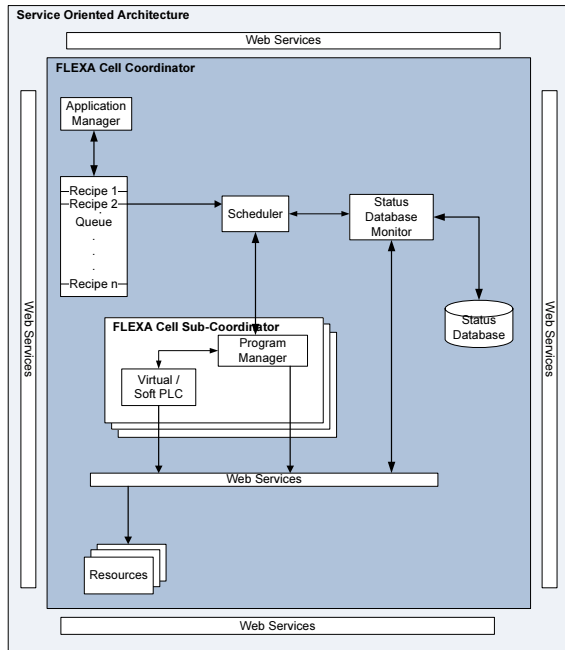 Service Oriented Architecture
Web Services
FLEXA Cell Coordinator
Application
Manager
Recipe 1
Recipe 2
Queue
.
.
.
.
Recipe n
Scheduler
Status
Database
Monitor
Status
Database
FLEXA Cell Sub-Coordinator
Program
Manager
Virtual /
Soft PLC
Web Services
Resources
Web Services
Web Services
Web Services